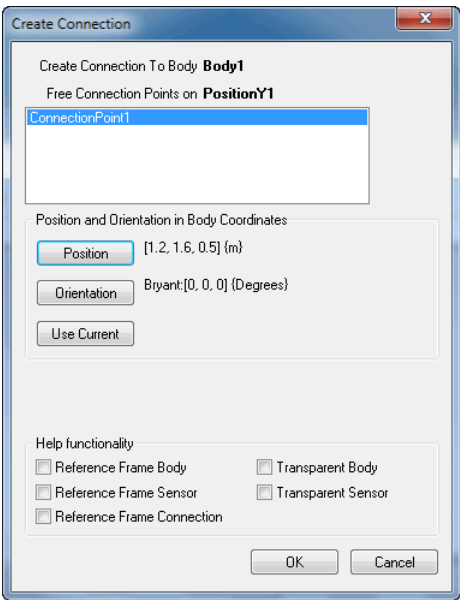 Create Connection
Create Connection To Body Body1
Free Connection Points on PositionY1
ConnectionPoint1
Position and Orientation in Body Coordinates
Position [1.2, 1.6, 0.5] {m}
Orientation Bryant:[0, 0, 0] {Degrees}
Use Current
Help functionality
Reference Frame Body Transparent Body
Reference Frame Sensor Transparent Sensor
Reference Frame Connection
OK Cancel